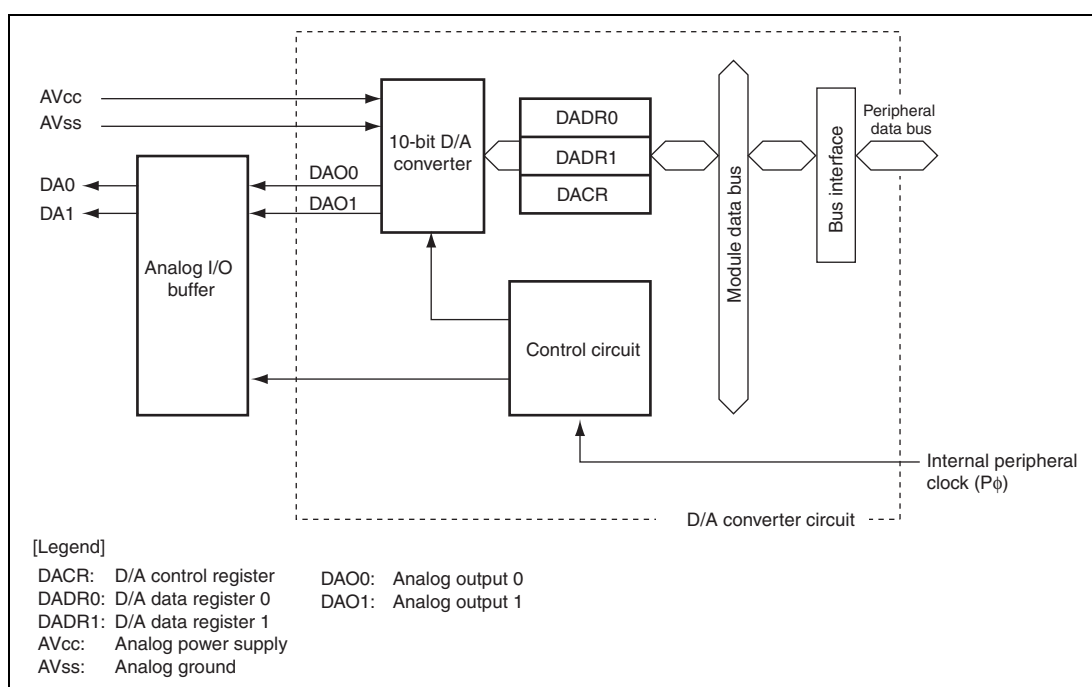 AVcc
AVss
DA0
DA1
Analog I/O
buffer
DAO0
DAO1
10-bit D/A
converter
DADR0
DADR1
DACR
Control circuit
Module data bus
Bus interface
Peripheral
data bus
Internal peripheral
clock (Pϕ)
D/A converter circuit
[Legend]
DACR: D/A control register
DADR0: D/A data register 0
DADR1: D/A data register 1
AVcc: Analog power supply
AVss: Analog ground
DAO0: Analog output 0
DAO1: Analog output 1